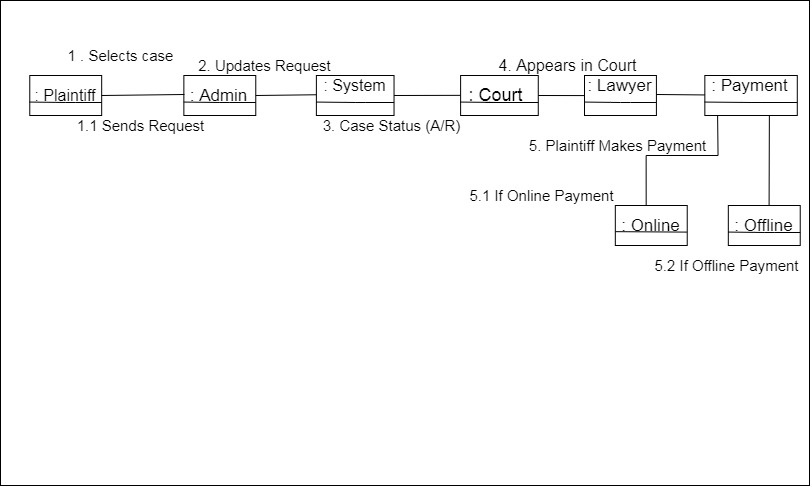 1 . Selects case
2. Updates Request
4. Appears in Court
: Plaintiff
: Admin
: System
: Court
: Lawyer
: Payment
1.1 Sends Request
3. Case Status (A/R)
5. Plaintiff Makes Payment
5.1 If Online Payment
: Online
: Offline
5.2 If Offline Payment